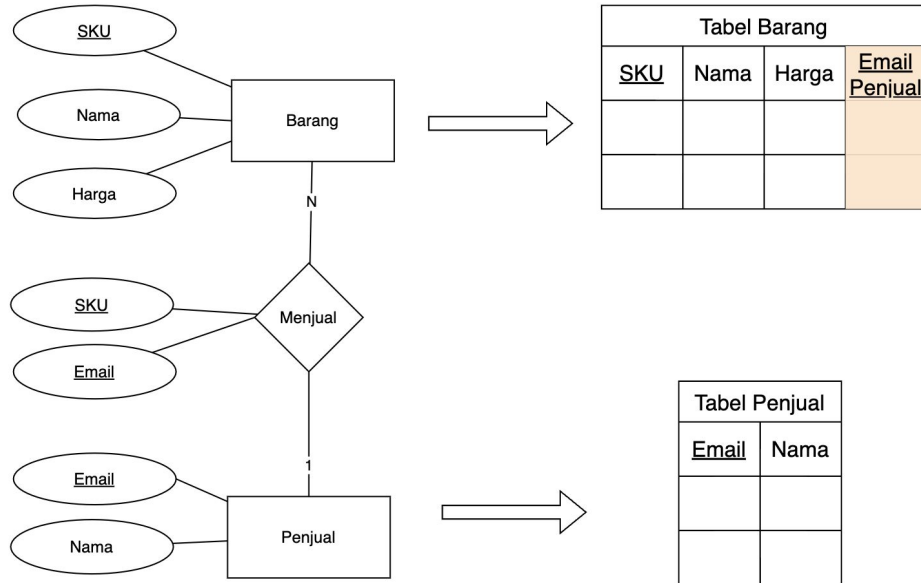 SKU
Nama
Harga
Barang
N
SKU
Email
Menjual
1
Email
Nama
Penjual
Tabel Barang
SKU Nama Harga Email
Penjual
Tabel Penjual
Email Nama